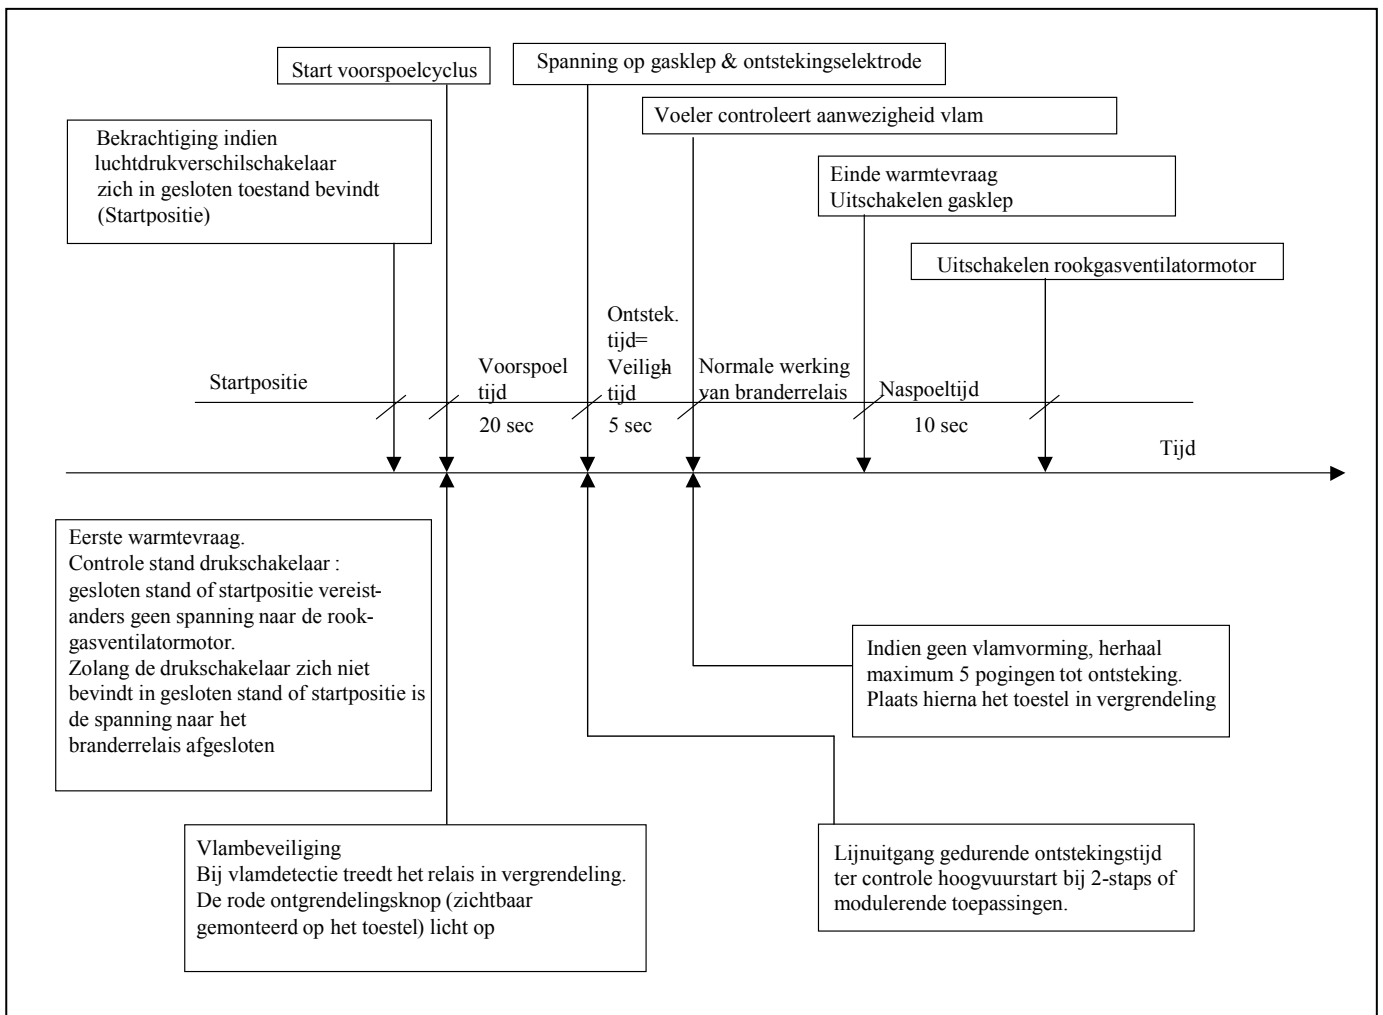 Start voorspoelcyclus
Spanning op gasklep & ontstekingselektrode
Voeler controleert aanwezigheid vlam
Bekrachtiging indien
luchtdrukverschilschakelaar
zich in gesloten toestand bevindt
(Startpositie)
Einde warmtevraag
Uitschakelen gasklep
Uitschakelen rookgasventilatormotor
Startpositie
Voorspoel
tijd
20 sec
Ontstek.
tijd=
Veiligh
tijd
5 sec
Normale werking
van branderrelais
Naspoeltijd
10 sec
Tijd
Eerste warmtevraag.
Controle stand drukschakelaar :
gesloten stand of startpositie vereist-
anders geen spanning naar de rook-
gasventilatormotor.
Zolang de drukschakelaar zich niet
bevindt in gesloten stand of startpositie is
de spanning naar het
branderrelais afgesloten
Indien geen vlamvorming, herhaal
maximum 5 pogingen tot ontsteking.
Plaats hierna het toestel in vergrendeling
Vlambeveiliging
Bij vlamdetectie treedt het relais in vergrendeling.
De rode ontgrendelingsknop (zichtbaar
gemonteerd op het toestel) licht op
Lijnuitgang gedurende ontstekingstijd
ter controle hoogvuurstart bij 2-staps of
modulerende toepassingen.